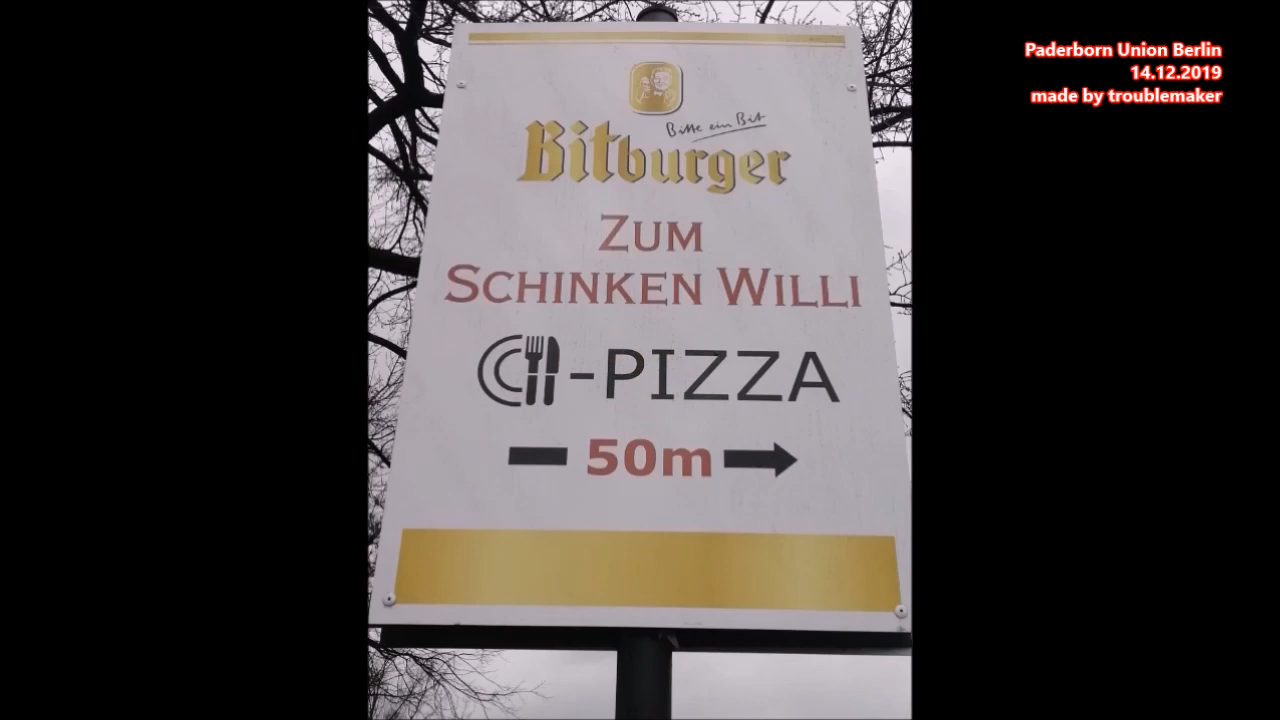 Paderborn Union Berlin
14.12.2019
made by troublemaker
Bitte ein Bit
Bitburger
ZUM
SCHINKEN WILLI
-PIZZA
50m